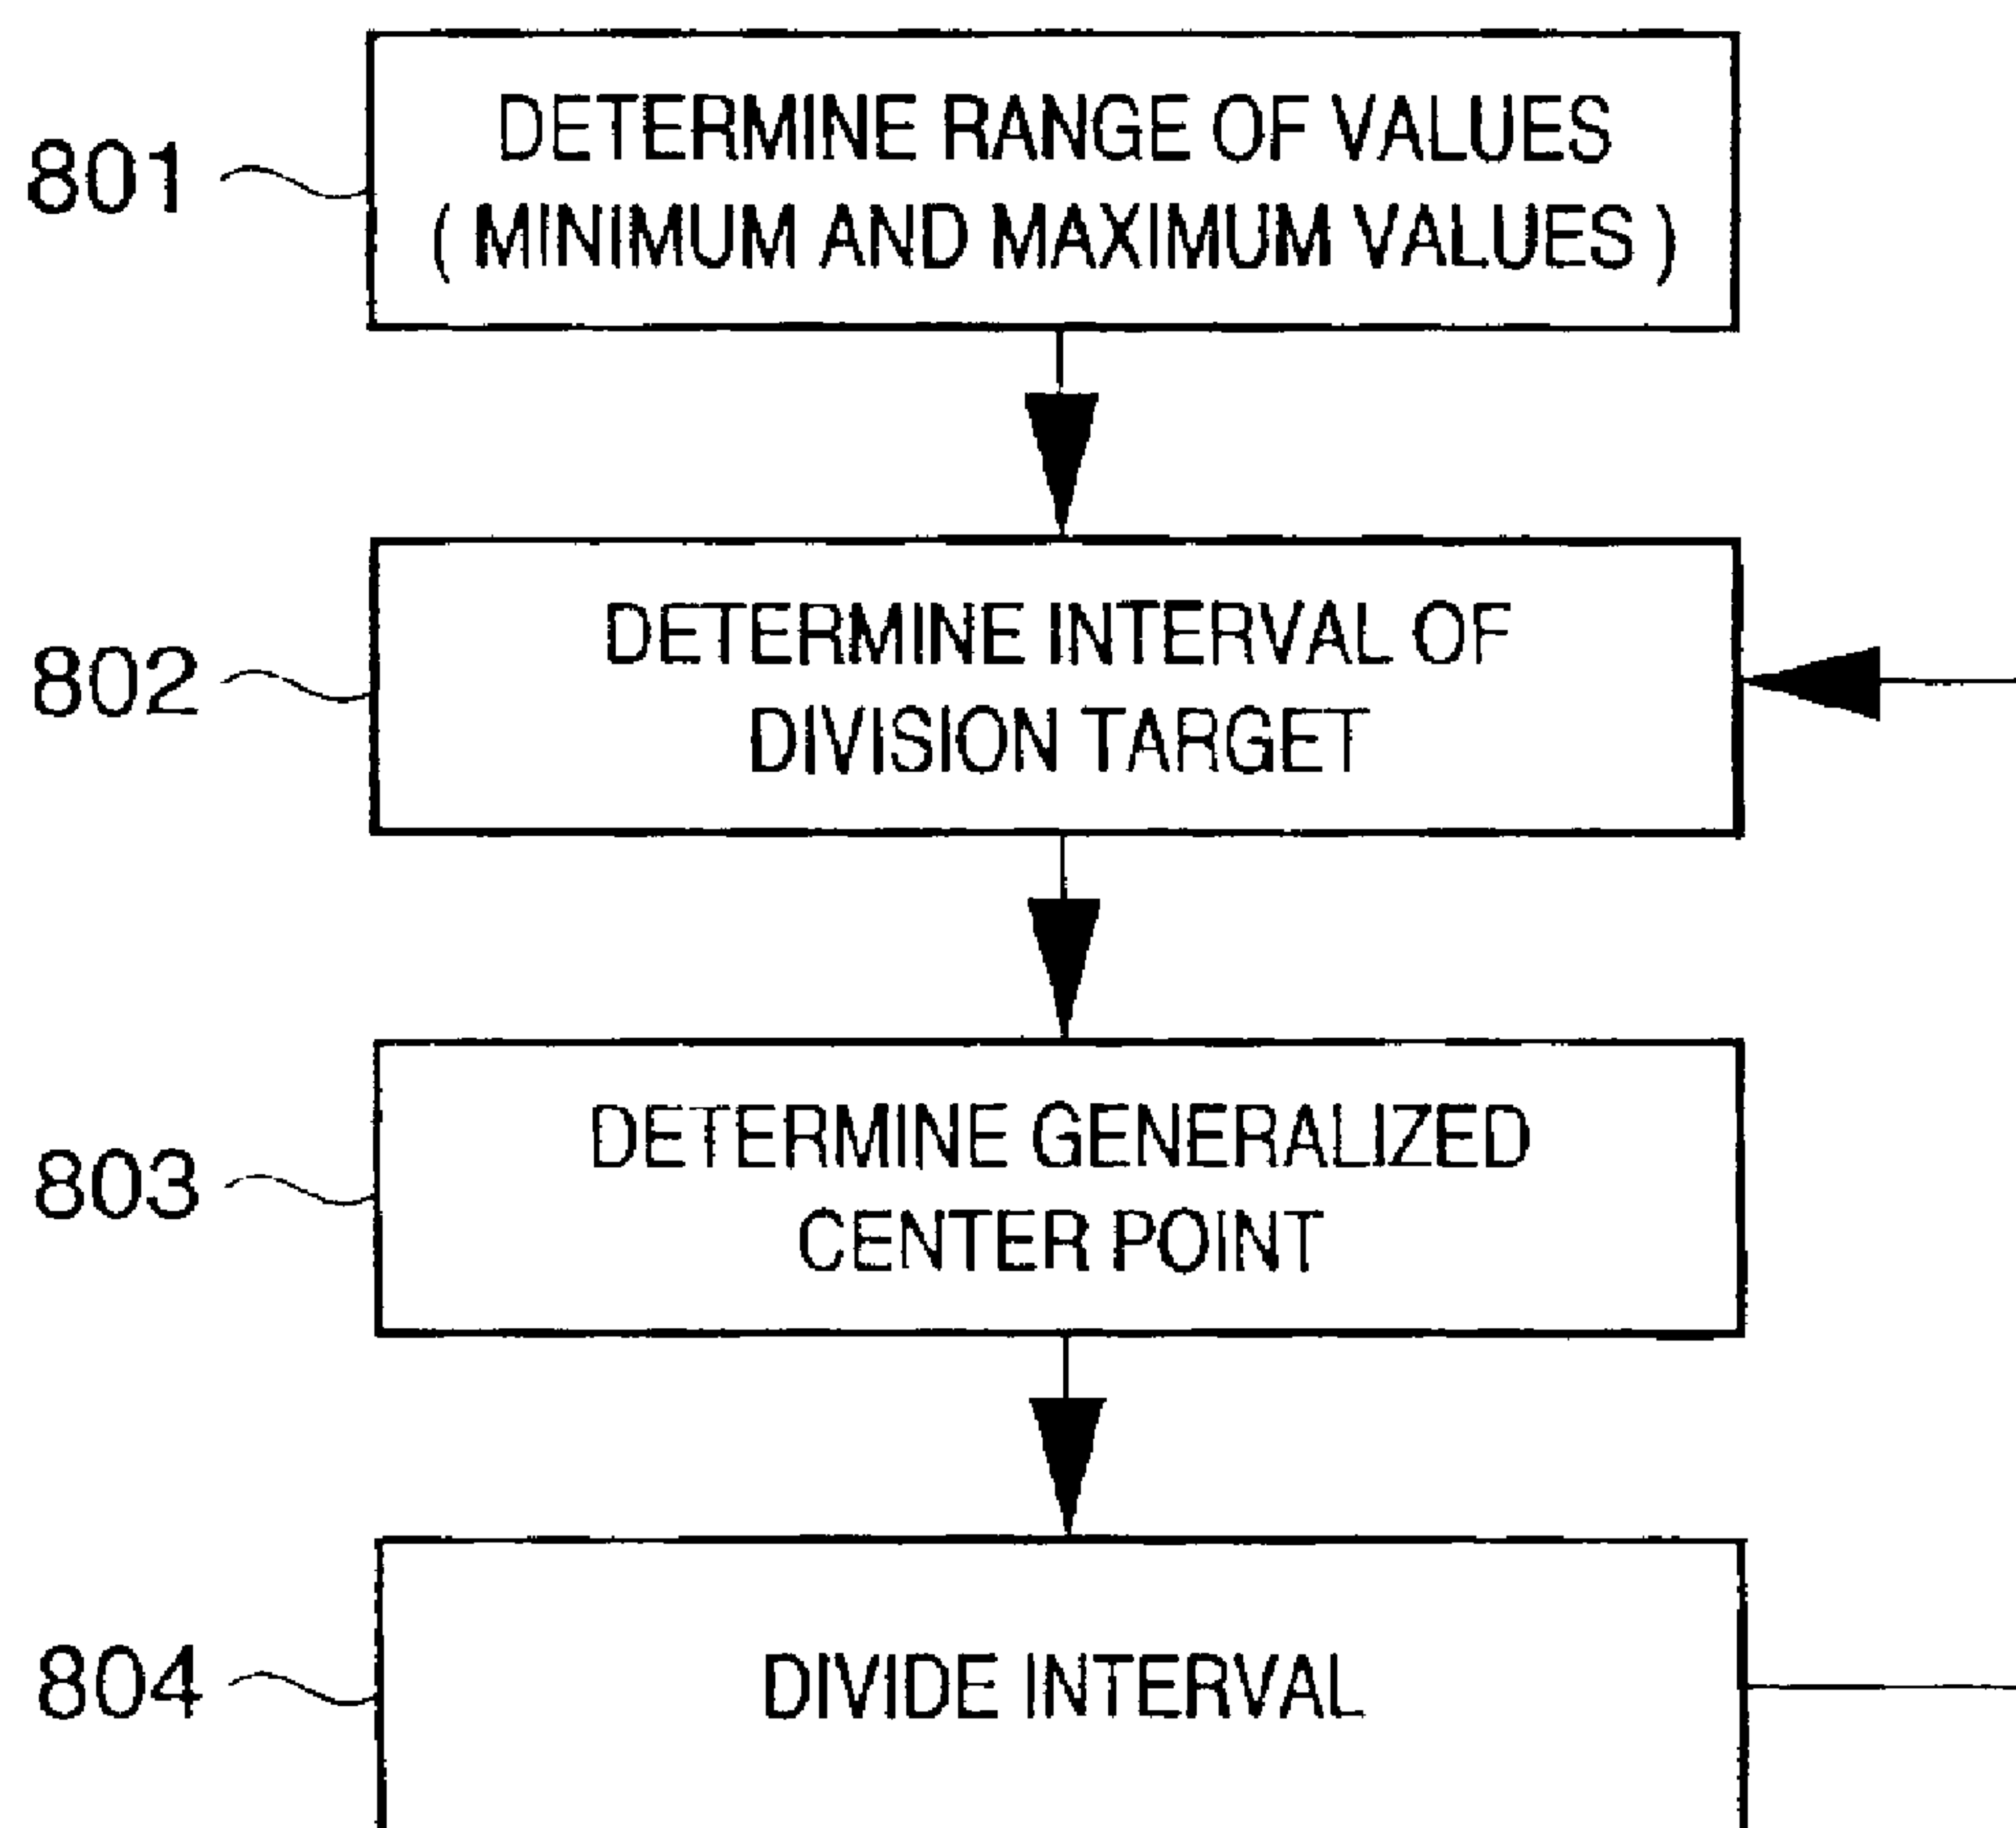 801
DETERMINE RANGE OF VALUES
( MINIMUM AND MAXIMUM VALUES )
802
DETERMINE INTERVAL OF
DIVISION TARGET
803
DETERMINE GENERALIZED
CENTER POINT
804
DIVIDE INTERVAL